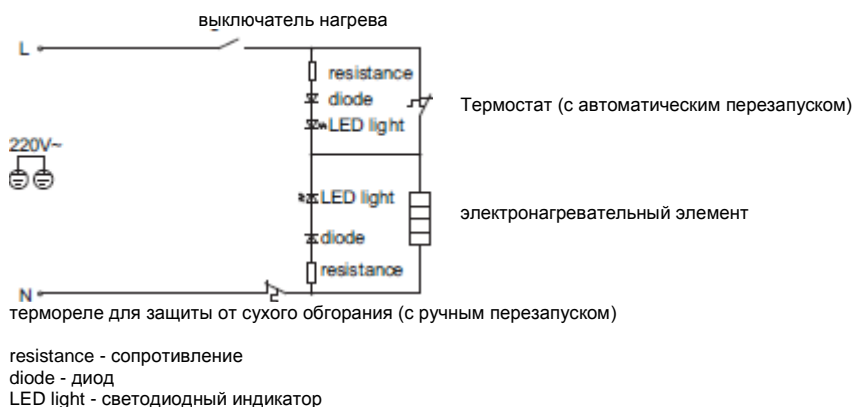 выключатель нагрева
L
resistance
diode
LED light
Термостат (с автоматическим перезапуском)
220V~
LED light
diode
resistance
электронагревательный элемент
N
термореле для защиты от сухого обгорания (с ручным перезапуском)
resistance - сопротивление
diode - диод
LED light - светодиодный индикатор